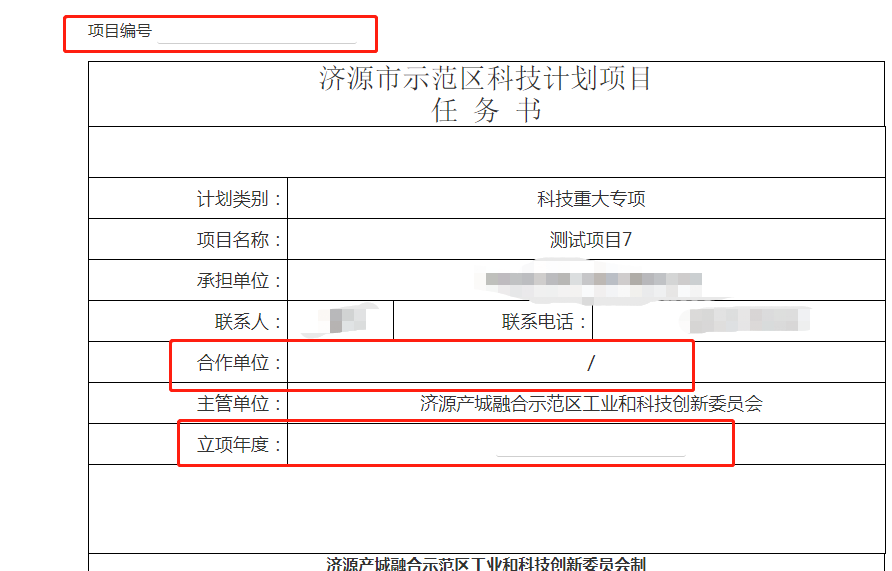 项目编号
济源市示范区科技计划项目
任 务 书
计划类别： 科技重大专项
项目名称： 测试项目7
承担单位：
联系人： 联系电话：
合作单位： /
主管单位： 济源产城融合示范区工业和科技创新委员会
立项年度：
济源产城融合示范区工业和科技创新委员会制